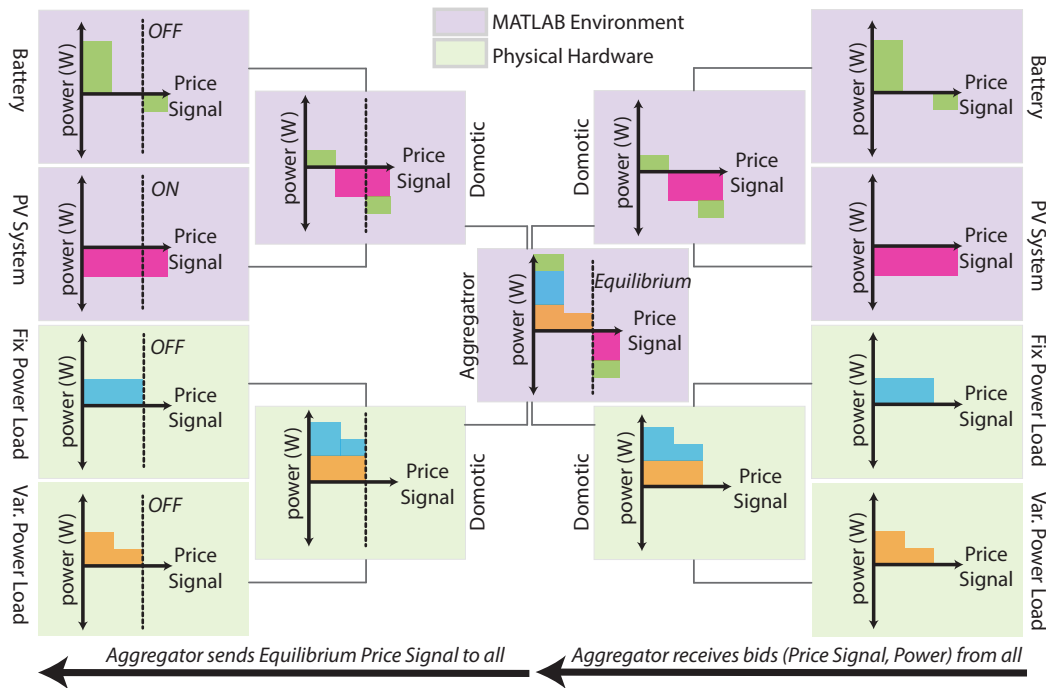 MATLAB Environment
Physical Hardware
Battery
power (W)
OFF
Price
Signal
PV System
power (W)
ON
Price
Signal
Fix Power Load
power (W)
OFF
Price
Signal
Var. Power Load
power (W)
OFF
Price
Signal
power (W)
Price
Signal
Domotic
power (W)
Price
Signal
Domotic
Aggregatror
power (W)
Equilibrium
Price
Signal
Domotic
power (W)
Price
Signal
Domotic
power (W)
Price
Signal
power (W)
Price
Signal
Battery
power (W)
Price
Signal
PV System
power (W)
Price
Signal
Fix Power Load
power (W)
Price
Signal
Var. Power Load
Aggregator sends Equilibrium Price Signal to all
Aggregator receives bids (Price Signal, Power) from all